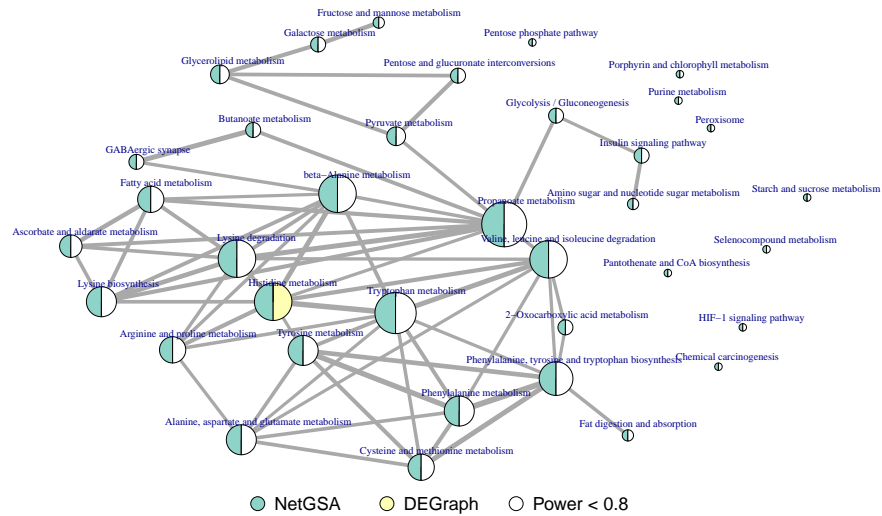 Fructose and mannose metabolism
Galactose metabolism
Pentose phosphate pathway
Glycerolipid metabolism
Pentose and glucuronate interconversions
Porphyrin and chlorophyll metabolism
Purine metabolism
Glycolysis / Gluconeogenesis
Butanoate metabolism
Pyruvate metabolism
Peroxisome
Insulin signaling pathway
GABAergic synapse
beta−Alanine metabolism
Fatty acid metabolism
Propanoate metabolism
Amino sugar and nucleotide sugar metabolism
Starch and sucrose metabolism
Ascorbate and aldarate metabolism
Lysine degradation
Valine, leucine and isoleucine degradation
Selenocompound metabolism
Pantothenate and CoA biosynthesis
Lysine biosynthesis
Histidine metabolism
Tryptophan metabolism
2−Oxocarboxylic acid metabolism
HIF−1 signaling pathway
Arginine and proline metabolism
Tyrosine metabolism
Phenylalanine, tyrosine and tryptophan biosynthesis
Chemical carcinogenesis
Phenylalanine metabolism
Alanine, aspartate and glutamate metabolism
Fat digestion and absorption
Cysteine and methionine metabolism
NetGSA DEGraph Power < 0.8